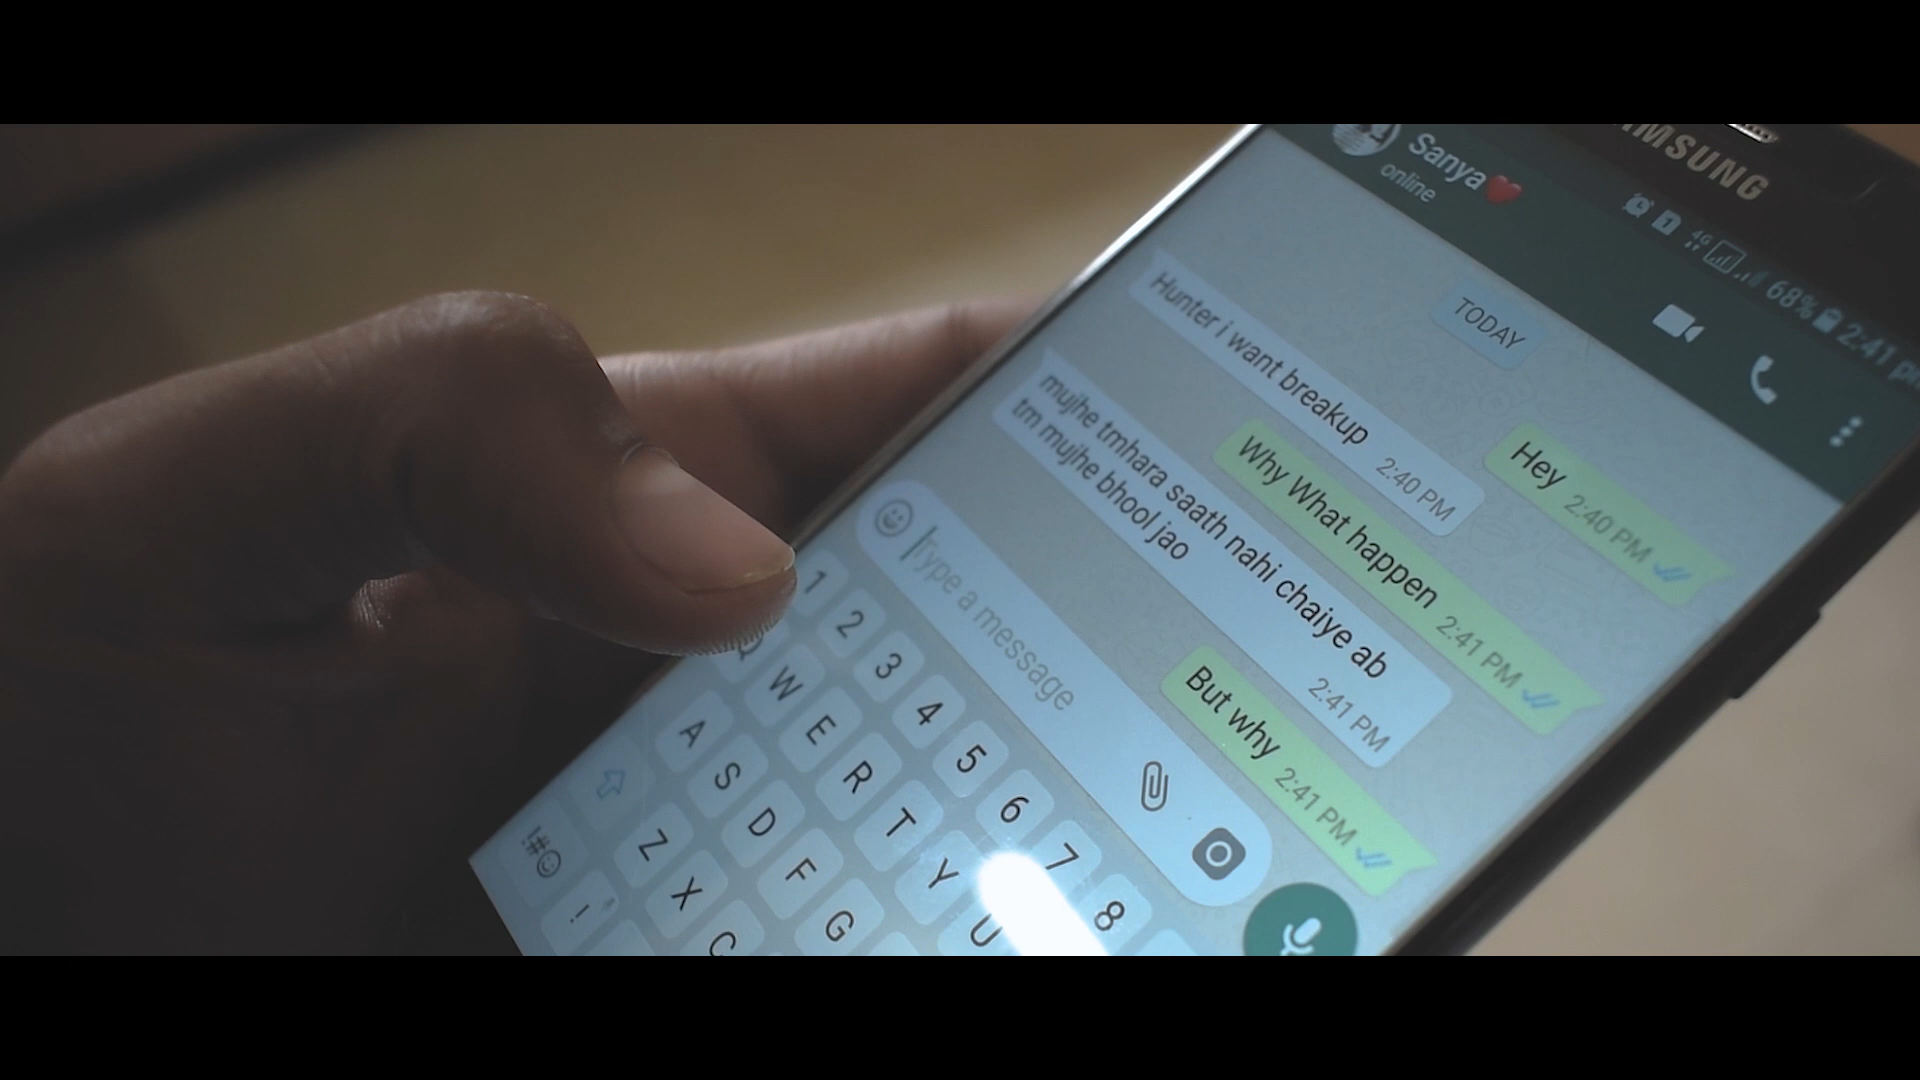 SAMSUNG
68% 2:41 pm
Sanya❤️
online
TODAY
Hey 2:40 PM
Hunter i want breakup 2:40 PM
Why What happen 2:41 PM
mujhe tmhara saath nahi chaiye ab
tm mujhe bhool jao
2:41 PM
But why 2:41 PM
Type a message
1 2 3 4 5 6 7 8
Q W E R T Y U
A S D F G
Z X C
!#☺
!